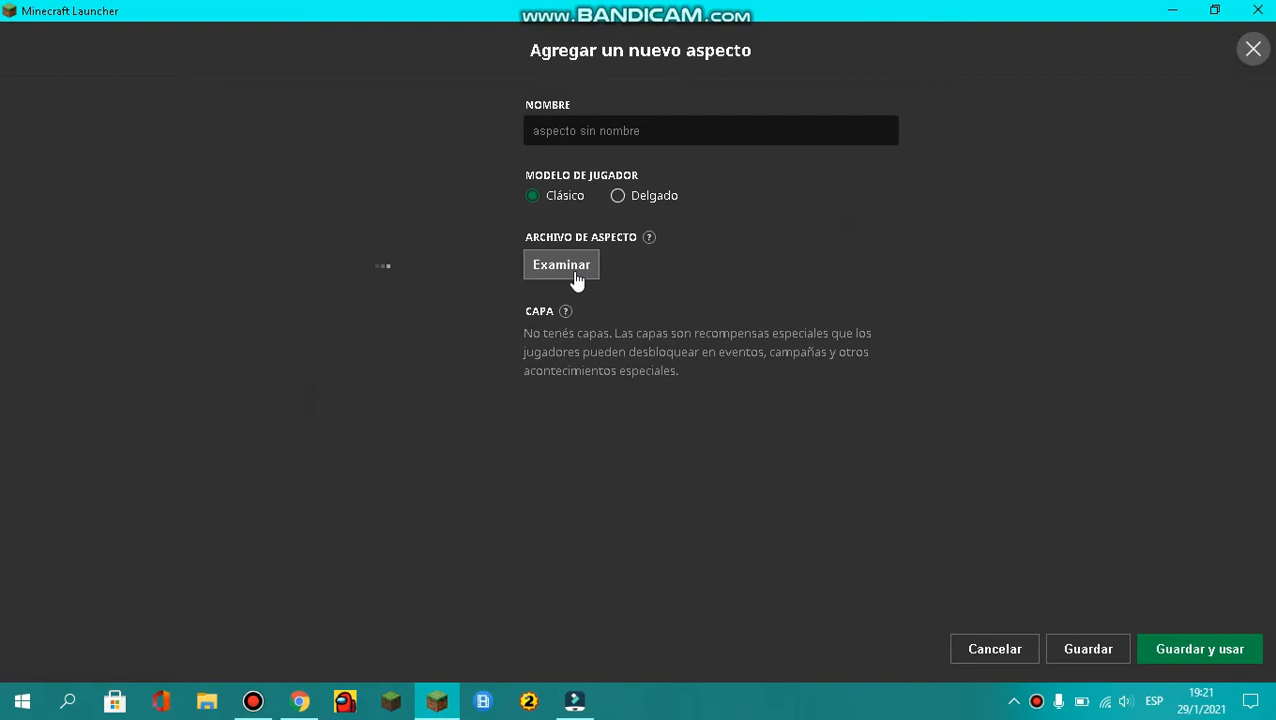 Minecraft Launcher
www.BANDICAM.com
Agregar un nuevo aspecto
NOMBRE
aspecto sin nombre
MODELO DE JUGADOR
Clásico Delgado
ARCHIVO DE ASPECTO ?
Examinar
CAPA ?
No tenés capas. Las capas son recompensas especiales que los
jugadores pueden desbloquear en eventos, campañas y otros
acontecimientos especiales.
Cancelar Guardar Guardar y usar
2
ESP
19:21
29/1/2021